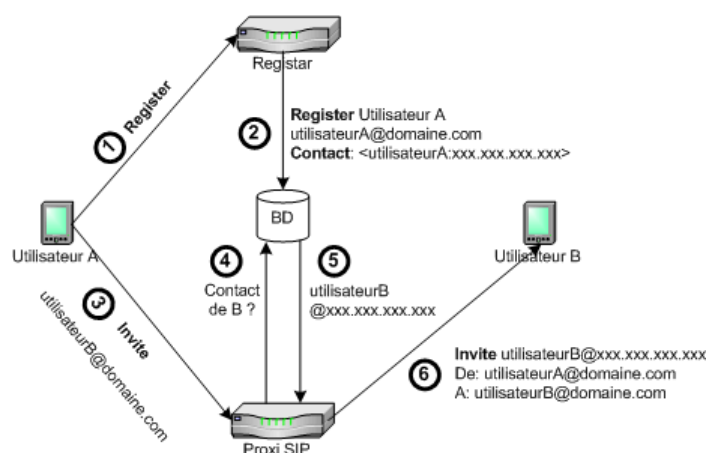 Registar
1 Register
2
Register Utilisateur A
utilisateurA@domaine.com
Contact: <utilisateurA:xxx.xxx.xxx.xxx>
BD
Utilisateur A
Utilisateur B
3 Invite
utilisateurB@domaine.com
4
Contact
de B ?
5
utilisateurB
@xxx.xxx.xxx.xxx
6
Invite utilisateurB@xxx.xxx.xxx.xxx
De: utilisateurA@domaine.com
A: utilisateurB@domaine.com
Proxi SIP